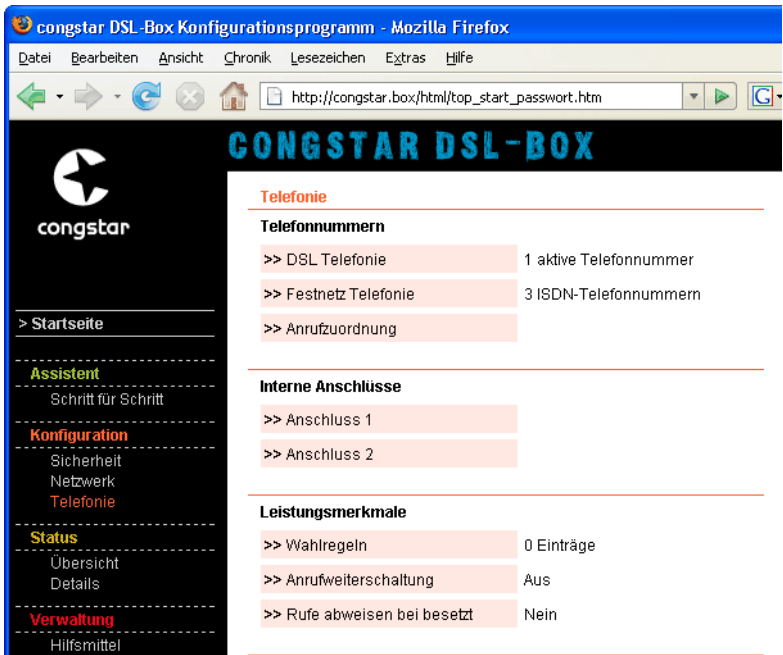 congstar DSL-Box Konfigurationsprogramm - Mozilla Firefox
Datei Bearbeiten Ansicht Chronik Lesezeichen Extras Hilfe
http://congstar.box/html/top_start_passwort.htm
G
CONGSTAR DSL-BOX
congstar
> Startseite
Assistent
Schritt für Schritt
Konfiguration
Sicherheit
Netzwerk
Telefonie
Status
Übersicht
Details
Verwaltung
Hilfsmittel
Telefonie
Telefonnummern
>> DSL Telefonie 1 aktive Telefonnummer
>> Festnetz Telefonie 3 ISDN-Telefonnummern
>> Anrufzuordnung
Interne Anschlüsse
>> Anschluss 1
>> Anschluss 2
Leistungsmerkmale
>> Wahlregeln 0 Einträge
>> Anrufweiterschaltung Aus
>> Rufe abweisen bei besetzt Nein